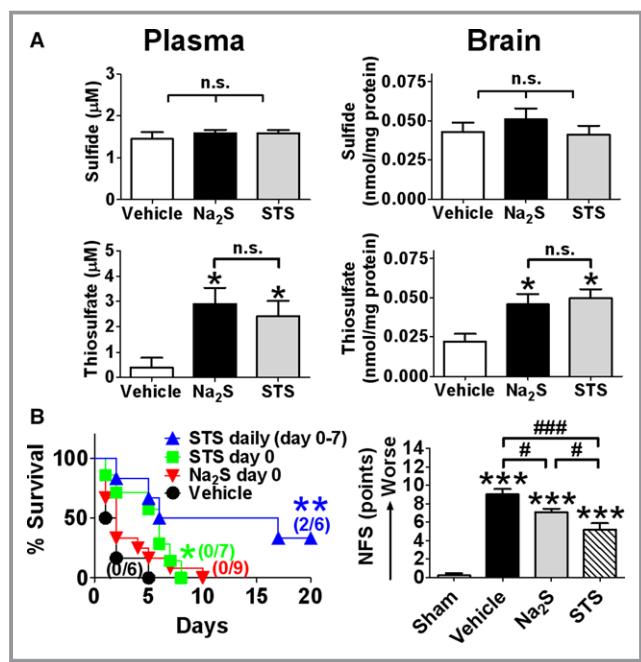 A
Plasma
Brain
Sulfide (μM)
3
2
1
0
n.s.
Vehicle Na₂S STS
Sulfide
(nmol/mg protein)
0.075
0.050
0.025
0.000
n.s.
Vehicle Na₂S STS
Thiosulfate (μM)
4
3
2
1
0
n.s.
* *
Vehicle Na₂S STS
Thiosulfate
(nmol/mg protein)
0.075
0.050
0.025
0.000
n.s.
* *
Vehicle Na₂S STS
B
STS daily (day 0-7)
STS day 0
Na₂S day 0
Vehicle
% Survival
100
50
0
**
(2/6)
*(0/7)
(0/6)
(0/9)
0 5 10 15 20
Days
NFS (points)
Worse
14
12
10
8
6
4
2
0
###
# #
*** *** ***
Sham Vehicle Na₂S STS